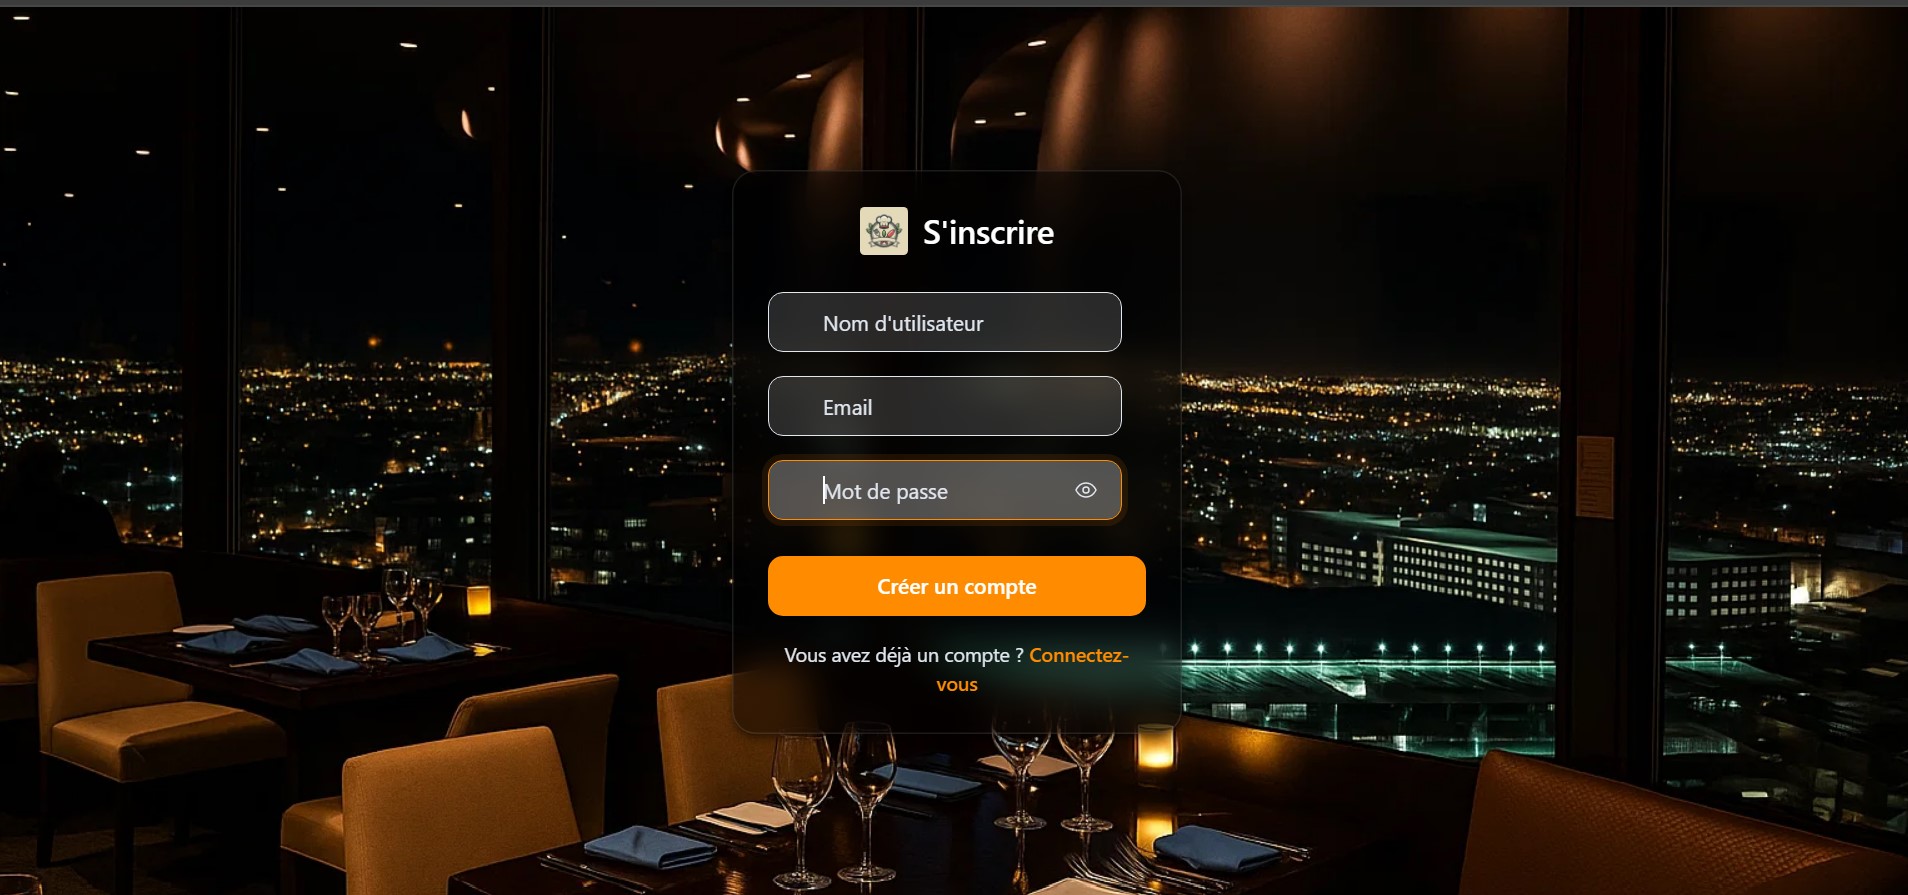 S'inscrire
Nom d'utilisateur
Email
Mot de passe
Créer un compte
Vous avez déjà un compte ? Connectez-
vous